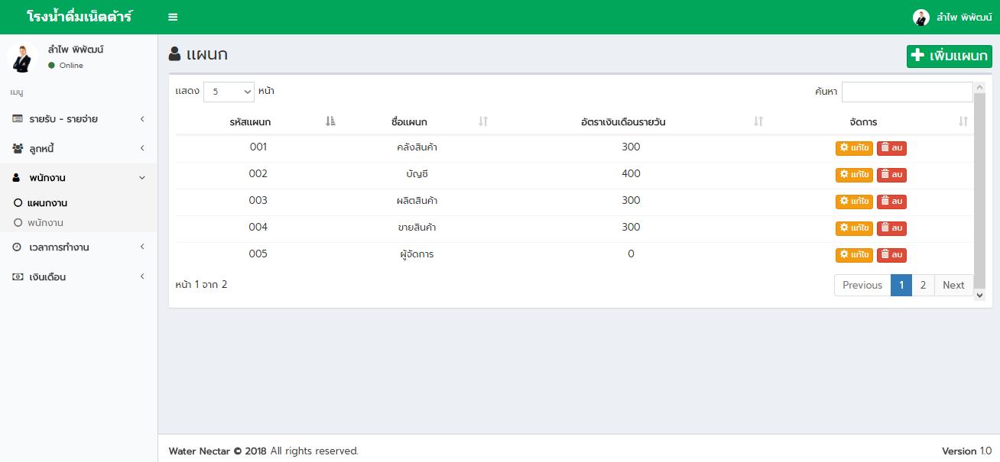 โรงน้ำดื่มเน็ตต้าร์
ลำไพ พิพัฒน์
ลำไพ พิพัฒน์
Online
เมนู
รายรับ - รายจ่าย
ลูกหนี้
พนักงาน
แผนกงาน
พนักงาน
เวลาการทำงาน
เงินเดือน
แผนก
เพิ่มแผนก
แสดง 5 หน้า
ค้นหา
รหัสแผนก ชื่อแผนก อัตราเงินเดือนรายวัน จัดการ
001 คลังสินค้า 300 แก้ไข ลบ
002 บัญชี 400 แก้ไข ลบ
003 ผลิตสินค้า 300 แก้ไข ลบ
004 ขายสินค้า 300 แก้ไข ลบ
005 ผู้จัดการ 0 แก้ไข ลบ
หน้า 1 จาก 2
Previous 1 2 Next
Water Nectar © 2018 All rights reserved.
Version 1.0